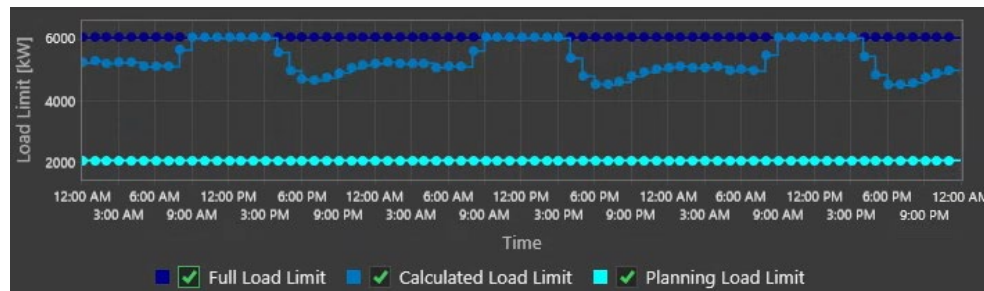 Load Limit [kW]
6000
4000
2000
12:00 AM 6:00 AM 12:00 PM 6:00 PM 12:00 AM 6:00 AM 12:00 PM 6:00 PM 12:00 AM 6:00 AM 12:00 PM 6:00 PM 12:00 AM
3:00 AM 9:00 AM 3:00 PM 9:00 PM 3:00 AM 9:00 AM 3:00 PM 9:00 PM 3:00 AM 9:00 AM 3:00 PM 9:00 PM
Time
Full Load Limit Calculated Load Limit Planning Load Limit